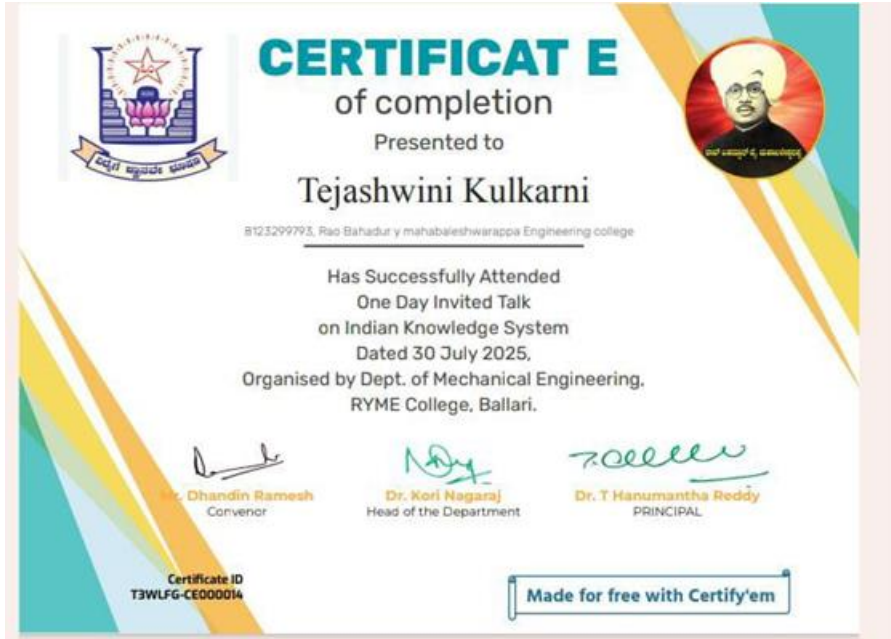 CERTIFICAT E
of completion
Presented to
Tejashwini Kulkarni
8123299793, Rao Bahadur y mahabaleshwarappa Engineering college
Has Successfully Attended
One Day Invited Talk
on Indian Knowledge System
Dated 30 July 2025,
Organised by Dept. of Mechanical Engineering,
RYME College, Ballari.
Dhandin Ramesh
Convenor
Dr. Kori Nagaraj
Head of the Department
Dr. T Hanumantha Reddy
PRINCIPAL
Certificate ID
T3WLFG-CE000014
Made for free with Certify'em